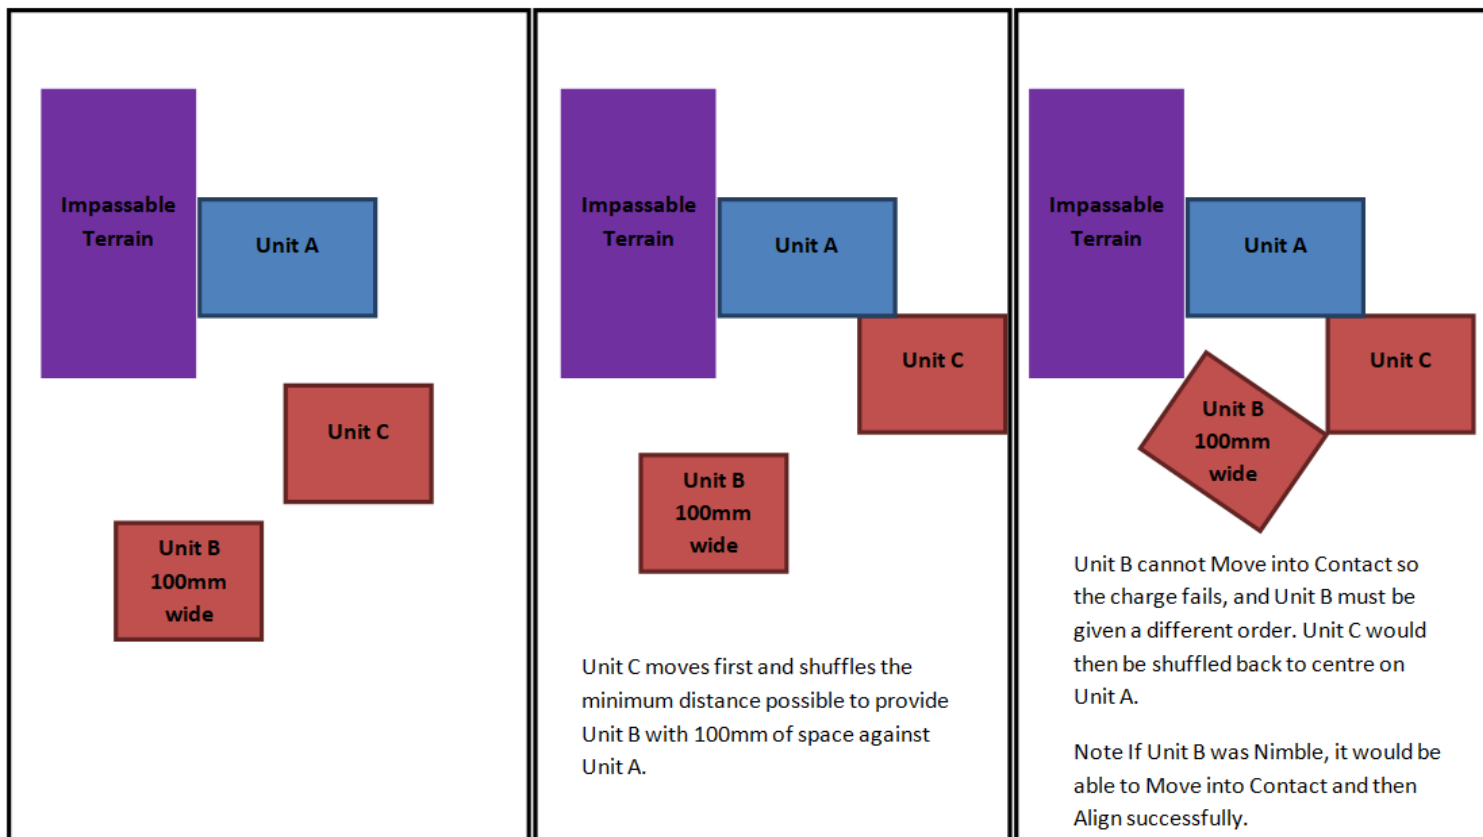 Impassable
Terrain
Unit A
Unit C
Unit B
100mm
wide
Impassable
Terrain
Unit A
Unit C
Unit B
100mm
wide
Unit C moves first and shuffles the
minimum distance possible to provide
Unit B with 100mm of space against
Unit A.
Impassable
Terrain
Unit A
Unit C
Unit B
100mm
wide
Unit B cannot Move into Contact so
the charge fails, and Unit B must be
given a different order. Unit C would
then be shuffled back to centre on
Unit A.
Note If Unit B was Nimble, it would be
able to Move into Contact and then
Align successfully.